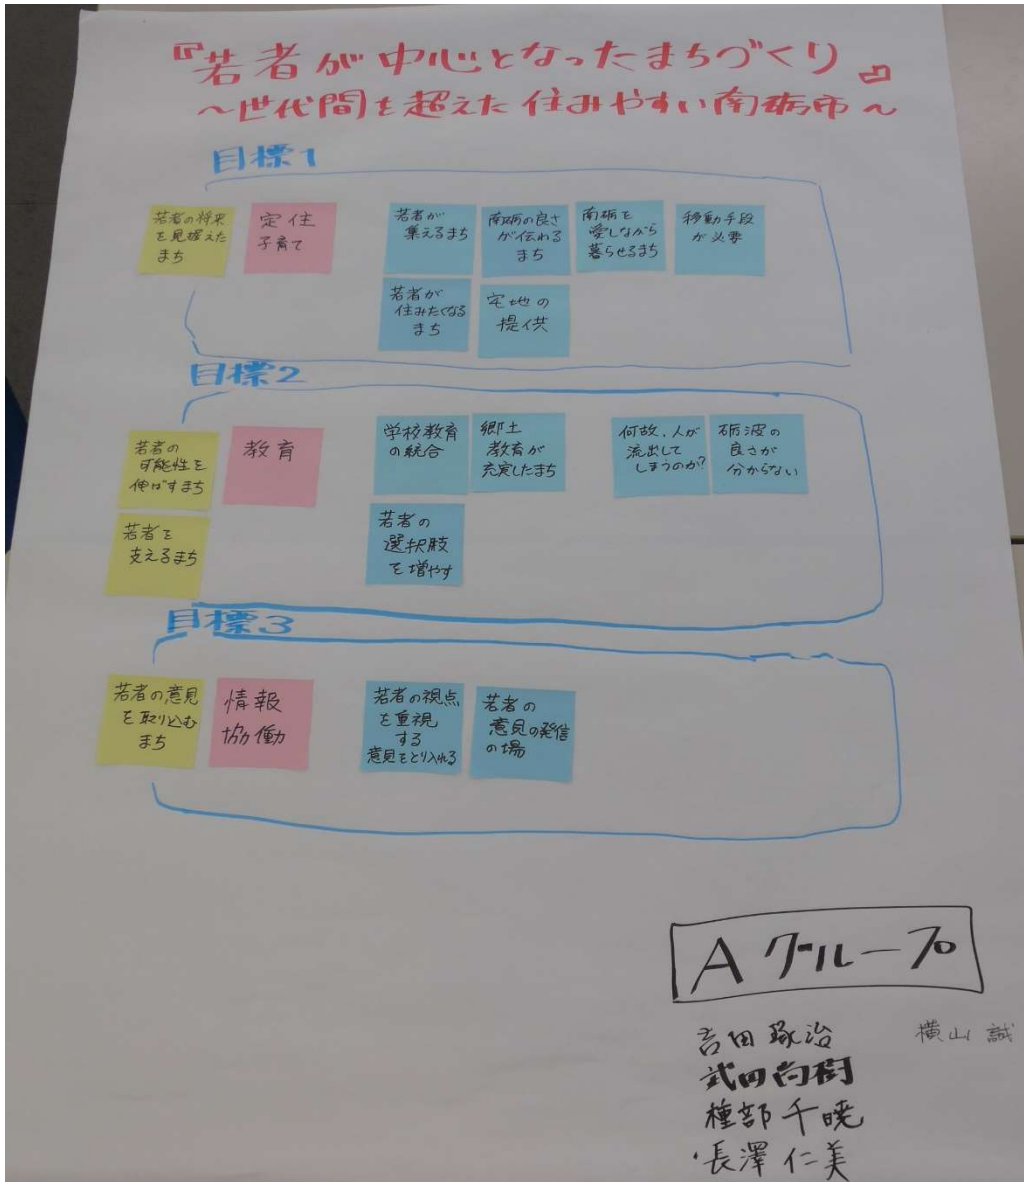 『若者が中心となったまちづくり』
～世代間を超えた住みやすい南砺市～
目標1
若者の将来
を見据えた
まち
定住
子育て
若者が
集えるまち
南砺の良さ
が伝わる
まち
南砺を
愛しながら
暮らせるまち
移動手段
が必要
若者が
住みたくなる
まち
宅地の
提供
目標2
若者の
可能性を
伸ばすまち
若者を
支えるまち
教育
学校教育
の統合
郷土
教育が
充実したまち
何故、人が
流出して
しまうのか?
砺波の
良さが
分からない
若者の
選択肢
を増やす
目標3
若者の意見
を取り込む
まち
情報
協働
若者の視点
を重視
する
意見をとり入れる
若者の
意見の発信
の場
Aグループ
吉田 琢治
横山 誠
武田尚樹
種部 千暁
長澤 仁美